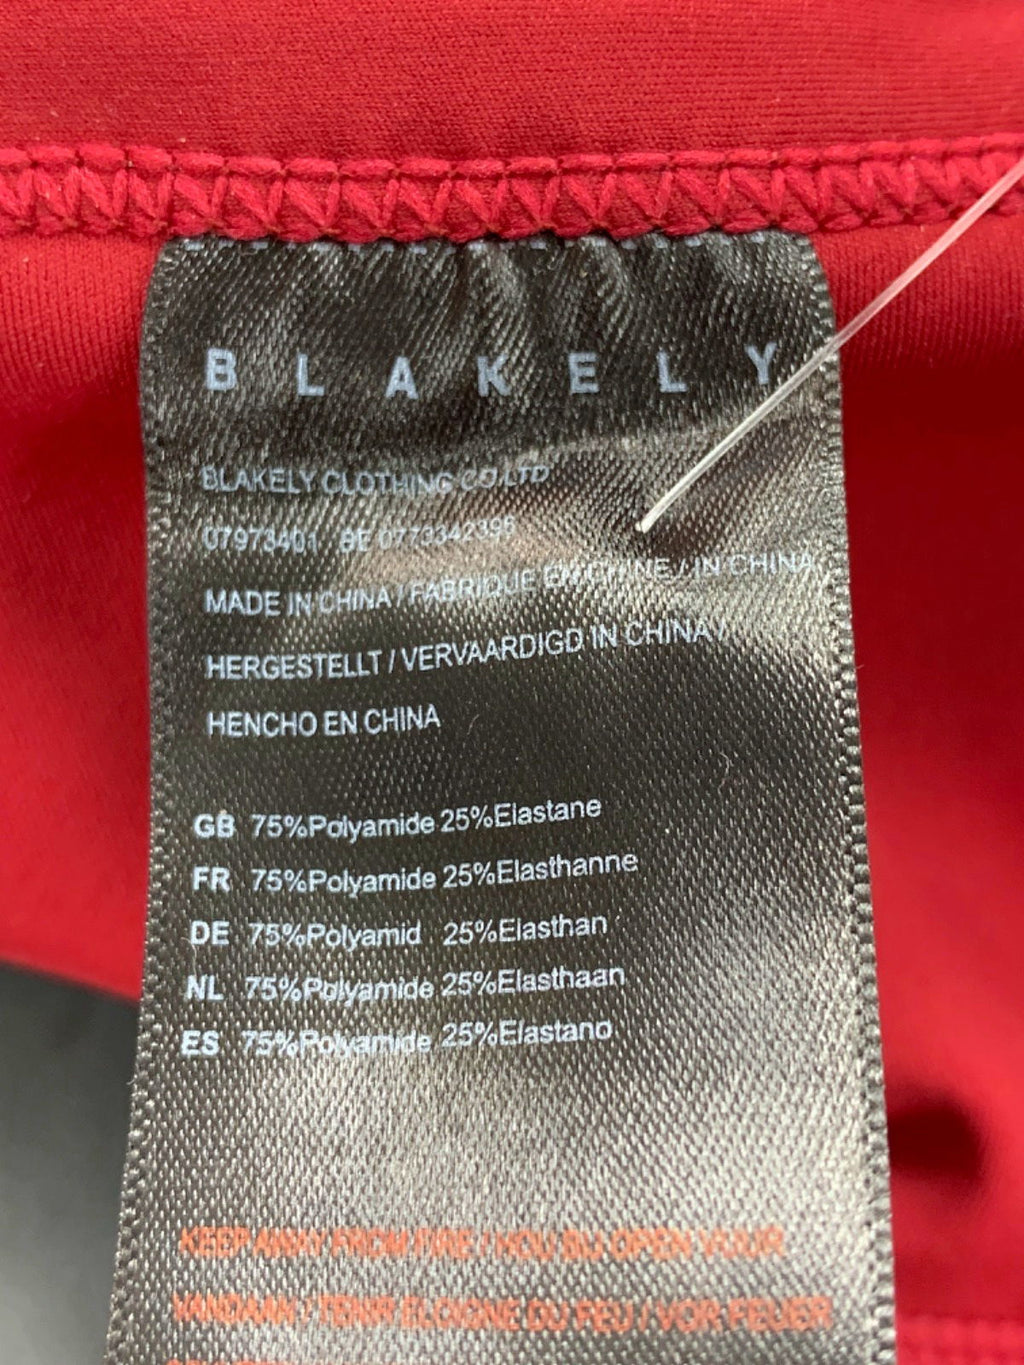 BLAKELY
BLAKELY CLOTHING CO LTD
07973401 BE 0773342396
MADE IN CHINA / FABRIQUE EN CHINE / IN CHINA
HERGESTELLT / VERVAARDIGD IN CHINA /
HENCHO EN CHINA
GB 75%Polyamide 25%Elastane
FR 75%Polyamide 25%Elasthanne
DE 75%Polyamid 25%Elasthan
NL 75%Polyamide 25%Elasthaan
ES 75%Polyamide 25%Elastano
KEEP AWAY FROM FIRE / HOU BIJ OPEN VUUR
VANDAAN / TENIR ELOIGNE DU FEU / VOR FEUER